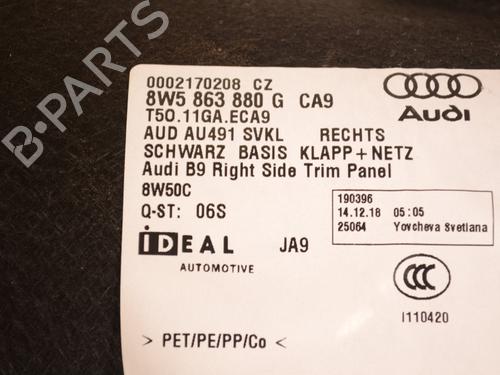 0002170208 CZ
8W5 863 880 G CA9
T50.11GA.ECA9
AUD AU491 SVKL RECHTS
SCHWARZ BASIS KLAPP+NETZ
Audi B9 Right Side Trim Panel
8W50C
Q-ST: 06S
Audi
190396
14.12.18 05:05
25064 Yovcheva Svetlana
IDEAL JA9
AUTOMOTIVE
CCC
I110420
> PET/PE/PP/Co <
B-PARTS